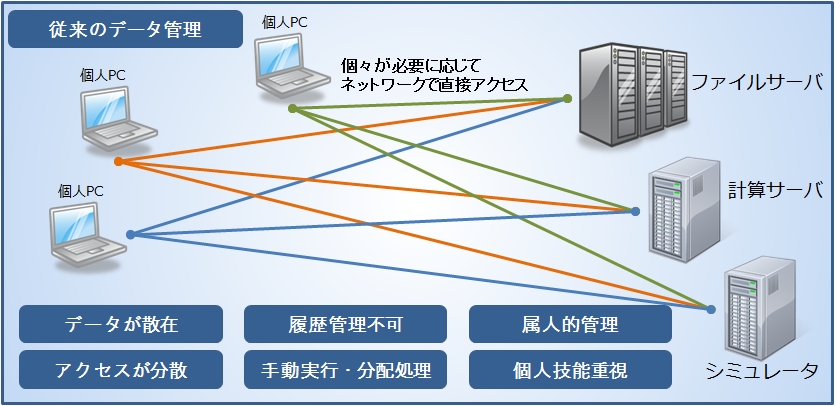 従来のデータ管理
個人PC
個人PC
個人PC
個々が必要に応じて
ネットワークで直接アクセス
ファイルサーバ
計算サーバ
シミュレータ
データが散在
履歴管理不可
属人的管理
アクセスが分散
手動実行・分配処理
個人技能重視